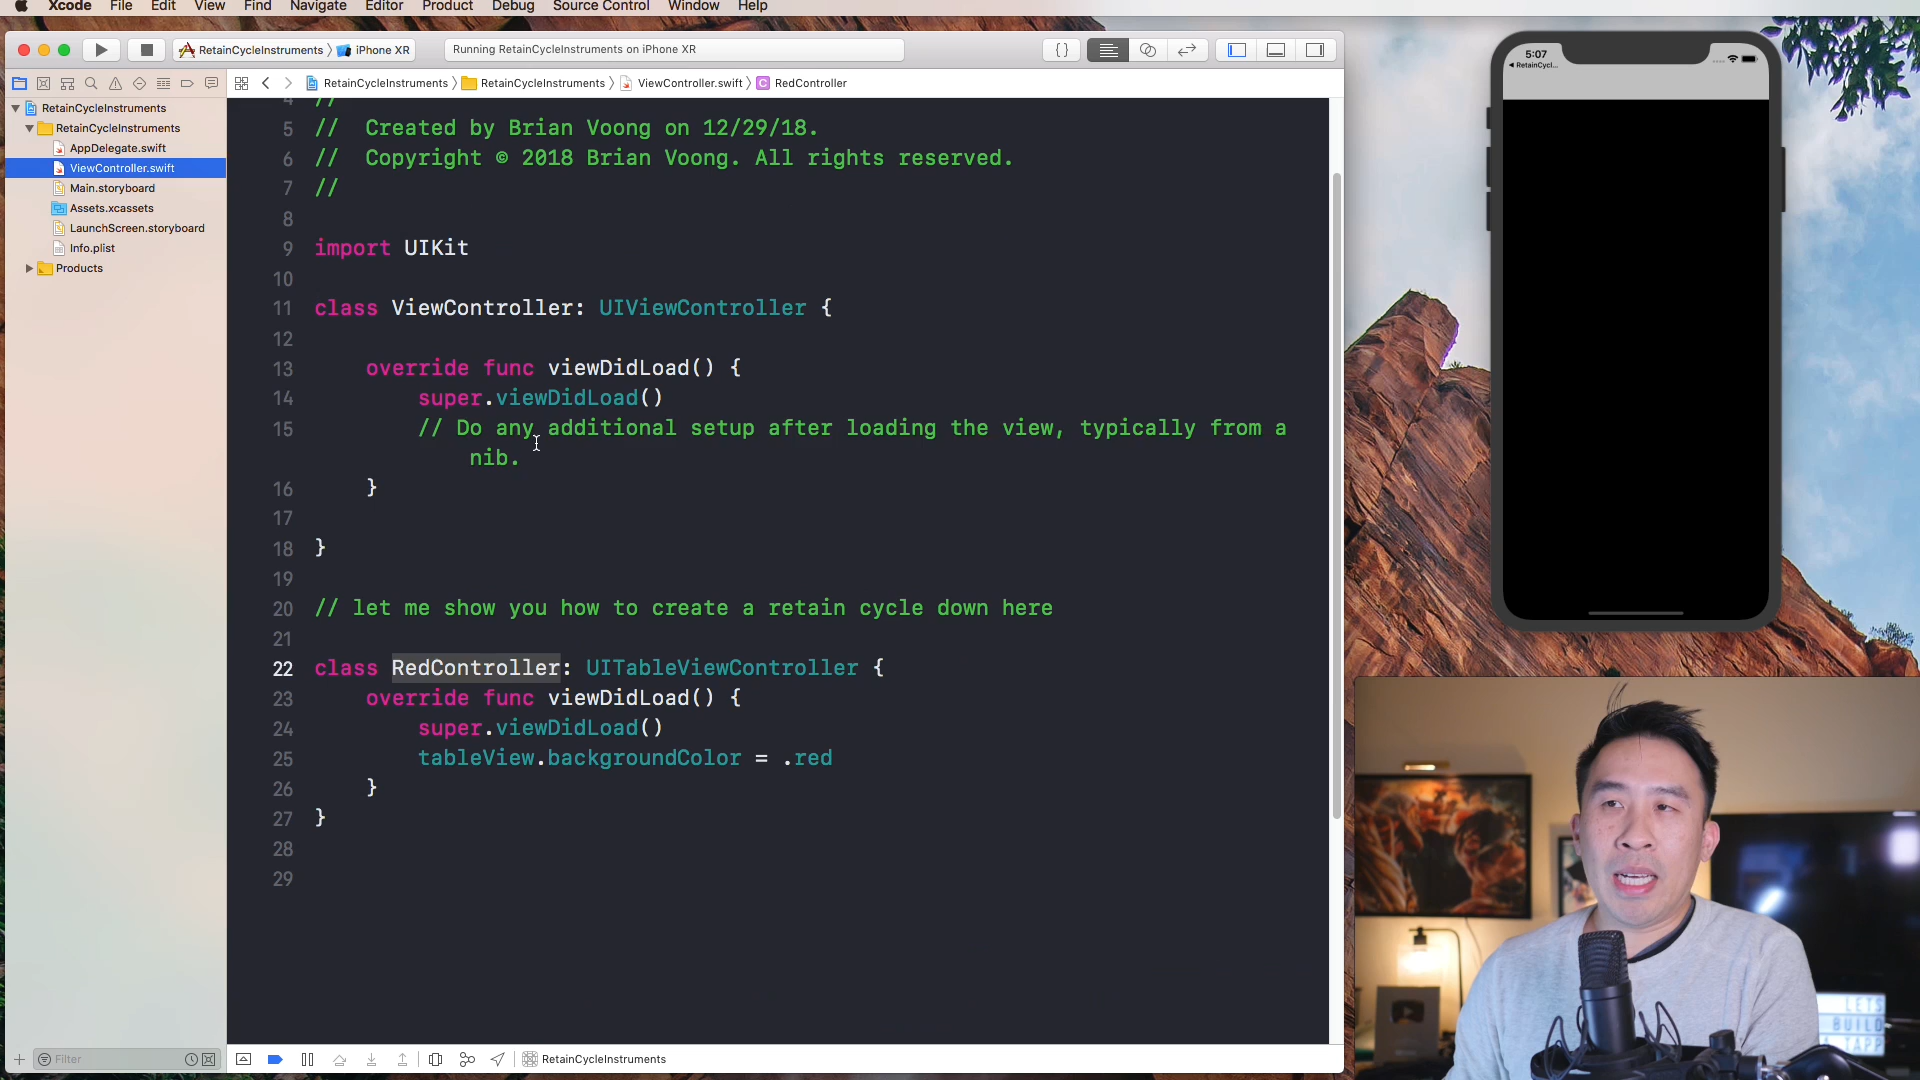 Xcode File Edit View Find Navigate Editor Product Debug Source Control Window Help
RetainCycleInstruments iPhone XR
Running RetainCycleInstruments on iPhone XR
{ }
RetainCycleInstruments RetainCycleInstruments ViewController.swift C RedController
RetainCycleInstruments
RetainCycleInstruments
AppDelegate.swift
ViewController.swift
Main.storyboard
Assets.xcassets
LaunchScreen.storyboard
Info.plist
Products
Filter
4 //
5 // Created by Brian Voong on 12/29/18.
6 // Copyright © 2018 Brian Voong. All rights reserved.
7 //
8
9 import UIKit
10
11 class ViewController: UIViewController {
12
13 override func viewDidLoad() {
14 super.viewDidLoad()
15 // Do any additional setup after loading the view, typically from a
nib.
16 }
17
18 }
19
20 // let me show you how to create a retain cycle down here
21
22 class RedController: UITableViewController {
23 override func viewDidLoad() {
24 super.viewDidLoad()
25 tableView.backgroundColor = .red
26 }
27 }
28
29
RetainCycleInstruments
5:07
RetainCycl...
LETS
BUILD